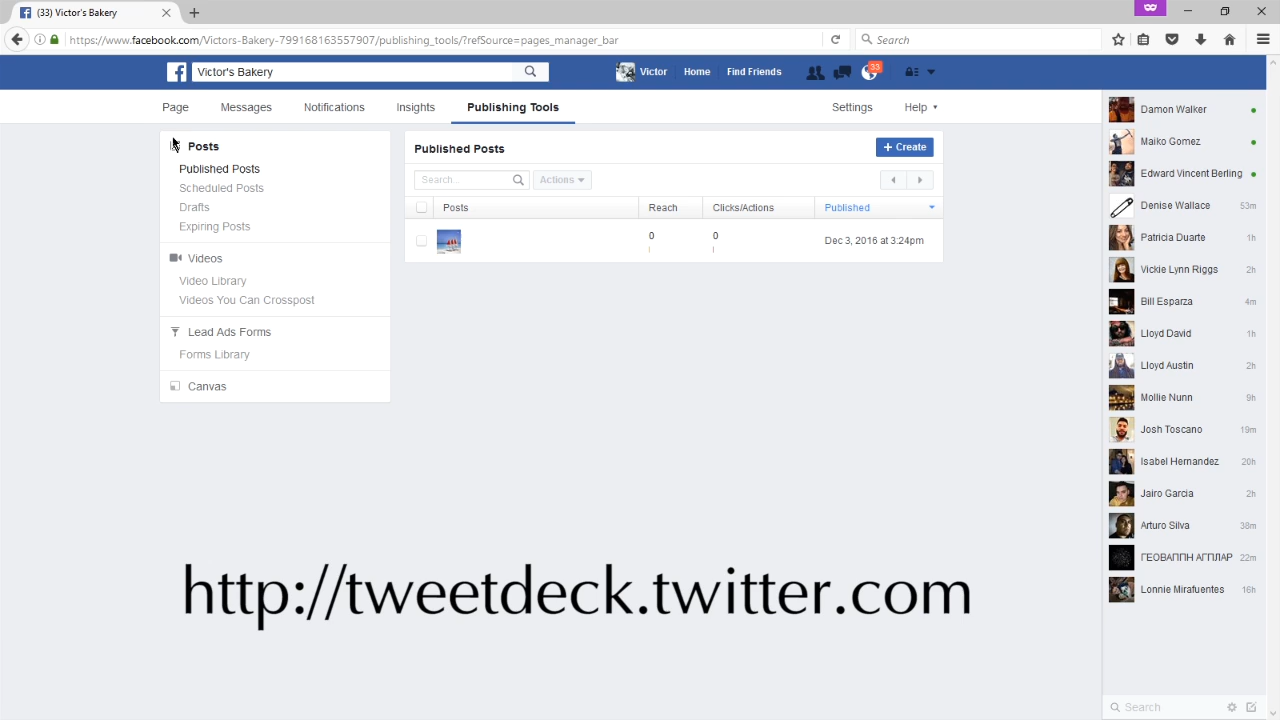 (33) Victor's Bakery
https://www.facebook.com/Victors-Bakery-799168163557907/publishing_tools/?refSource=pages_manager_bar
Search
Victor's Bakery
Victor Home Find Friends 33
Page Messages Notifications Insights Publishing Tools Settings Help
Posts
Published Posts
Scheduled Posts
Drafts
Expiring Posts
Videos
Video Library
Videos You Can Crosspost
Lead Ads Forms
Forms Library
Canvas
Published Posts
+ Create
Search...
Actions
Posts Reach Clicks/Actions Published
0 0 Dec 3, 2016 at 3:24pm
http://tweetdeck.twitter.com
Damon Walker
Maiko Gomez
Edward Vincent Berling
Denise Wallace 53m
Patricia Duarte 1h
Vickie Lynn Riggs 2h
Bill Esparza 4m
Lloyd David 1h
Lloyd Austin 2h
Mollie Nunn 9h
Josh Toscano 19m
Isabel Hernandez 20h
Jairo Garcia 2h
Arturo Silva 38m
22m
Lonnie Mirafuentes 16h
Search